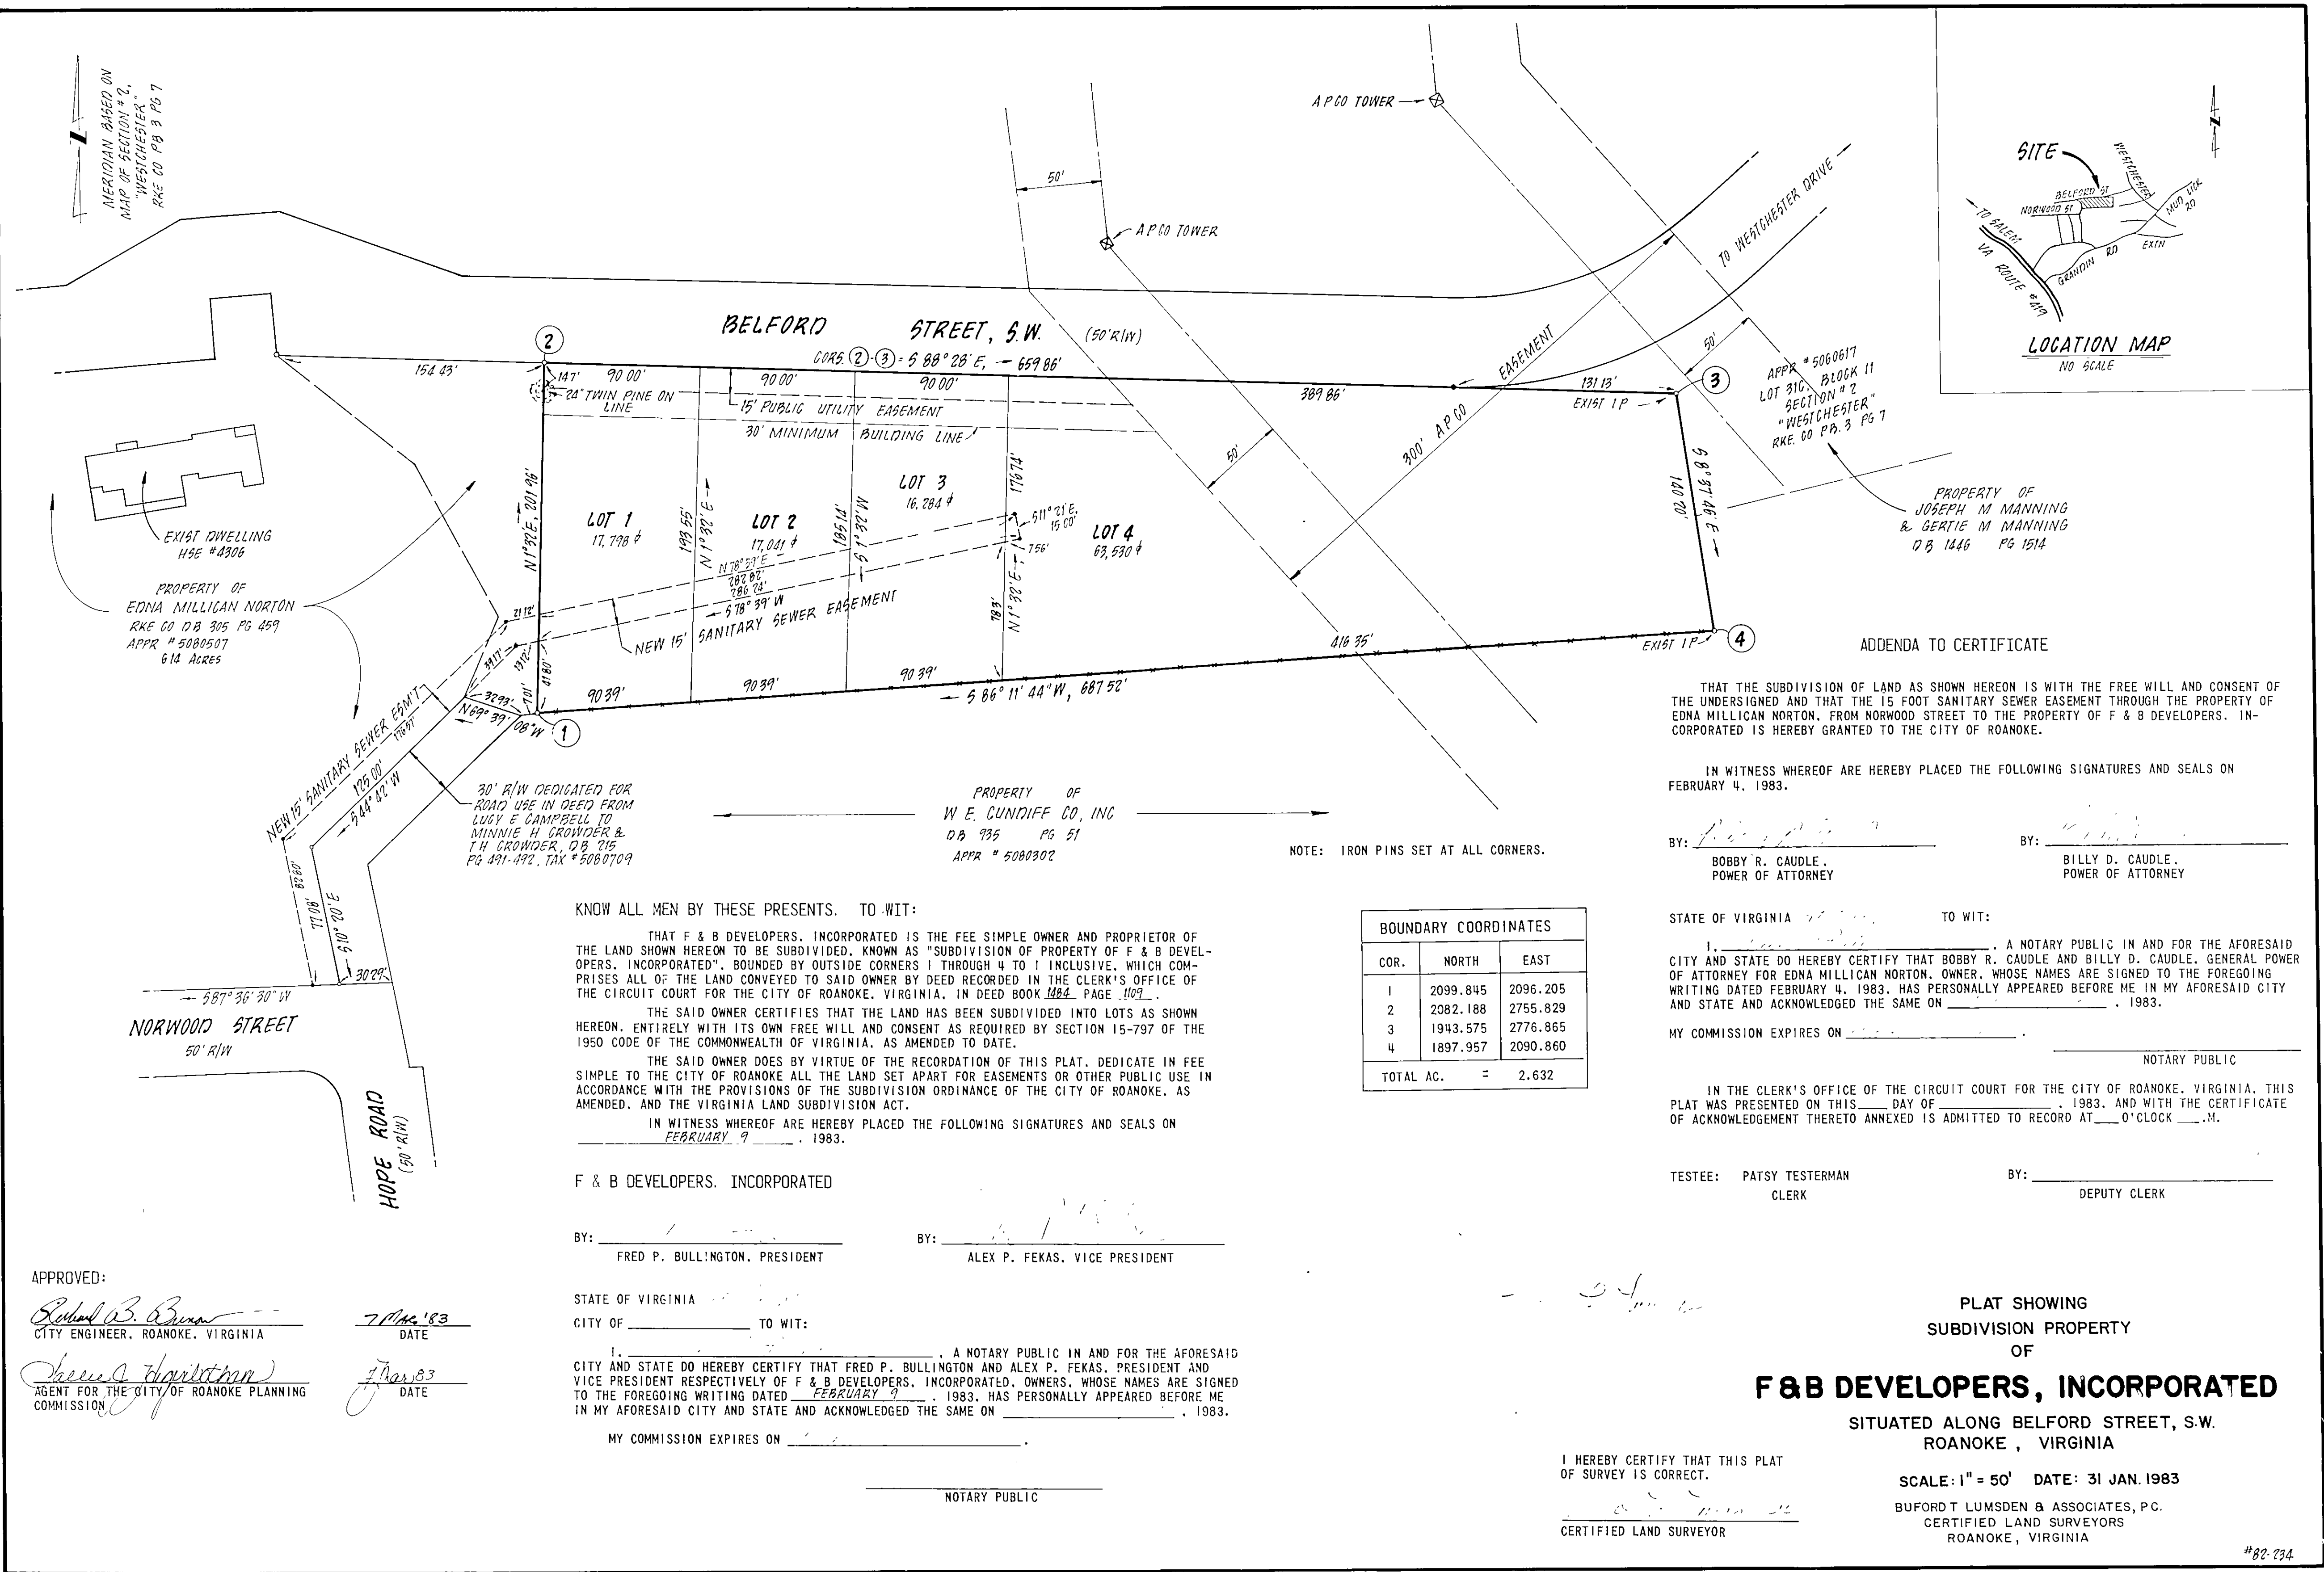 MERIDIAN BASED ON
MAP OF SECTION #2,
"WESTCHESTER"
RKE CO PB 3 PG 7
N
APCO TOWER
APCO TOWER
50'
TO WESTCHESTER DRIVE
N
SITE
WESTCHESTER
BELFORD ST
NORWOOD ST
MUD LICK
RD
TO SALEM
VA ROUTE #419
GRANDIN RD EXTN
LOCATION MAP
NO SCALE
BELFORD STREET, S.W. (50' R/W)
CORS. 2 - 3 = S 88° 28' E, 659 86'
2
154 43'
147'
90 00'
90 00'
90 00'
389 86'
131 13'
EXIST I P
3
50'
300' APCO EASEMENT
50'
24" TWIN PINE ON
LINE
15' PUBLIC UTILITY EASEMENT
30' MINIMUM BUILDING LINE
APPR #5060617
LOT 31C, BLOCK 11
SECTION #2
"WESTCHESTER"
RKE. CO PB. 3 PG 7
PROPERTY OF
JOSEPH M MANNING
& GERTIE M MANNING
DB 1446 PG 1514
S 8° 37' 46" E
140 20'
N 1° 32' E, 201 96'
LOT 1
17,798 ⌀
193 55'
N 1° 32' E
LOT 2
17,041 ⌀
185 14'
S 1° 32' W
LOT 3
16,284 ⌀
176 74'
N 1° 32' E
S 11° 21' E,
15 00'
7 56'
LOT 4
63,530 ⌀
N 78° 39' E
282 82'
286 24'
S 78° 39' W
NEW 15' SANITARY SEWER EASEMENT
EXIST DWELLING
HSE #4306
PROPERTY OF
EDNA MILLICAN NORTON
RKE CO DB 305 PG 459
APPR #5080507
6 14 ACRES
21 12'
39 17'
13 12'
41 80'
7 01'
32 93'
N 69° 39' 08" W
1
90 39'
90 39'
90 39'
416 35'
S 86° 11' 44" W, 687 52'
EXIST I P
4
NEW 15' SANITARY SEWER ESM'T
176 51'
125 00'
S 44° 42' W
82 80'
77 08'
S 10° 20' E
30 29'
S 87° 36' 30" W
NORWOOD STREET
50' R/W
HOPE ROAD
(50' R/W)
30' R/W DEDICATED FOR
ROAD USE IN DEED FROM
LUCY E CAMPBELL TO
MINNIE H CROWDER &
T H CROWDER, DB 215
PG 491-492, TAX #5080709
PROPERTY OF
W E. CUNDIFF CO, INC
DB 935 PG 51
APPR # 5080302
NOTE: IRON PINS SET AT ALL CORNERS.
KNOW ALL MEN BY THESE PRESENTS. TO WIT:
THAT F & B DEVELOPERS, INCORPORATED IS THE FEE SIMPLE OWNER AND PROPRIETOR OF
THE LAND SHOWN HEREON TO BE SUBDIVIDED, KNOWN AS "SUBDIVISION OF PROPERTY OF F & B DEVEL-
OPERS, INCORPORATED", BOUNDED BY OUTSIDE CORNERS 1 THROUGH 4 TO 1 INCLUSIVE, WHICH COM-
PRISES ALL OF THE LAND CONVEYED TO SAID OWNER BY DEED RECORDED IN THE CLERK'S OFFICE OF
THE CIRCUIT COURT FOR THE CITY OF ROANOKE, VIRGINIA, IN DEED BOOK 1484 PAGE 1109.
THE SAID OWNER CERTIFIES THAT THE LAND HAS BEEN SUBDIVIDED INTO LOTS AS SHOWN
HEREON, ENTIRELY WITH ITS OWN FREE WILL AND CONSENT AS REQUIRED BY SECTION 15-797 OF THE
1950 CODE OF THE COMMONWEALTH OF VIRGINIA, AS AMENDED TO DATE.
THE SAID OWNER DOES BY VIRTUE OF THE RECORDATION OF THIS PLAT, DEDICATE IN FEE
SIMPLE TO THE CITY OF ROANOKE ALL THE LAND SET APART FOR EASEMENTS OR OTHER PUBLIC USE IN
ACCORDANCE WITH THE PROVISIONS OF THE SUBDIVISION ORDINANCE OF THE CITY OF ROANOKE, AS
AMENDED, AND THE VIRGINIA LAND SUBDIVISION ACT.
IN WITNESS WHEREOF ARE HEREBY PLACED THE FOLLOWING SIGNATURES AND SEALS ON
FEBRUARY 9, 1983.
F & B DEVELOPERS, INCORPORATED
BY: BY:
FRED P. BULLINGTON, PRESIDENT ALEX P. FEKAS, VICE PRESIDENT
STATE OF VIRGINIA
CITY OF TO WIT:
I, , A NOTARY PUBLIC IN AND FOR THE AFORESAID
CITY AND STATE DO HEREBY CERTIFY THAT FRED P. BULLINGTON AND ALEX P. FEKAS, PRESIDENT AND
VICE PRESIDENT RESPECTIVELY OF F & B DEVELOPERS, INCORPORATED, OWNERS, WHOSE NAMES ARE SIGNED
TO THE FOREGOING WRITING DATED FEBRUARY 9, 1983, HAS PERSONALLY APPEARED BEFORE ME
IN MY AFORESAID CITY AND STATE AND ACKNOWLEDGED THE SAME ON , 1983.
MY COMMISSION EXPIRES ON .
NOTARY PUBLIC
BOUNDARY COORDINATES
COR. NORTH EAST
1 2099.845 2096.205
2 2082.188 2755.829
3 1943.575 2776.865
4 1897.957 2090.860
TOTAL AC. = 2.632
ADDENDA TO CERTIFICATE
THAT THE SUBDIVISION OF LAND AS SHOWN HEREON IS WITH THE FREE WILL AND CONSENT OF
THE UNDERSIGNED AND THAT THE 15 FOOT SANITARY SEWER EASEMENT THROUGH THE PROPERTY OF
EDNA MILLICAN NORTON, FROM NORWOOD STREET TO THE PROPERTY OF F & B DEVELOPERS, IN-
CORPORATED IS HEREBY GRANTED TO THE CITY OF ROANOKE.
IN WITNESS WHEREOF ARE HEREBY PLACED THE FOLLOWING SIGNATURES AND SEALS ON
FEBRUARY 4, 1983.
BY: BY:
BOBBY R. CAUDLE, BILLY D. CAUDLE,
POWER OF ATTORNEY POWER OF ATTORNEY
STATE OF VIRGINIA TO WIT:
I, , A NOTARY PUBLIC IN AND FOR THE AFORESAID
CITY AND STATE DO HEREBY CERTIFY THAT BOBBY R. CAUDLE AND BILLY D. CAUDLE, GENERAL POWER
OF ATTORNEY FOR EDNA MILLICAN NORTON, OWNER, WHOSE NAMES ARE SIGNED TO THE FOREGOING
WRITING DATED FEBRUARY 4, 1983, HAS PERSONALLY APPEARED BEFORE ME IN MY AFORESAID CITY
AND STATE AND ACKNOWLEDGED THE SAME ON , 1983.
MY COMMISSION EXPIRES ON .
NOTARY PUBLIC
IN THE CLERK'S OFFICE OF THE CIRCUIT COURT FOR THE CITY OF ROANOKE, VIRGINIA, THIS
PLAT WAS PRESENTED ON THIS DAY OF , 1983, AND WITH THE CERTIFICATE
OF ACKNOWLEDGEMENT THERETO ANNEXED IS ADMITTED TO RECORD AT O'CLOCK .M.
TESTEE: PATSY TESTERMAN BY:
CLERK DEPUTY CLERK
APPROVED:
7 MAR '83
CITY ENGINEER, ROANOKE, VIRGINIA DATE
7 Mar 83
AGENT FOR THE CITY OF ROANOKE PLANNING DATE
COMMISSION
I HEREBY CERTIFY THAT THIS PLAT
OF SURVEY IS CORRECT.
CERTIFIED LAND SURVEYOR
PLAT SHOWING
SUBDIVISION PROPERTY
OF
F & B DEVELOPERS, INCORPORATED
SITUATED ALONG BELFORD STREET, S.W.
ROANOKE, VIRGINIA
SCALE: 1" = 50' DATE: 31 JAN. 1983
BUFORD T LUMSDEN & ASSOCIATES, P.C.
CERTIFIED LAND SURVEYORS
ROANOKE, VIRGINIA
#82-234